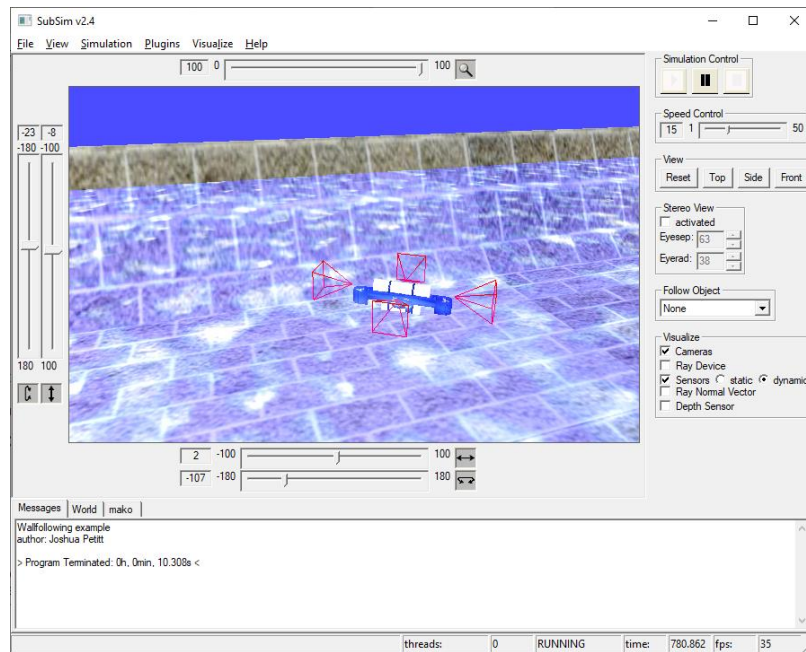 SubSim v2.4
File View Simulation Plugins Visualize Help
100 0 100
-23 -8
-180 -100
180 100
2 -100 100
-107 -180 180
Simulation Control
Speed Control
15 1 50
View
Reset Top Side Front
Stereo View
activated
Eyesep: 63
Eyerad: 38
Follow Object
None
Visualize
Cameras
Ray Device
Sensors static dynamic
Ray Normal Vector
Depth Sensor
Messages World mako
Wallfollowing example
author: Joshua Petitt
> Program Terminated: 0h, 0min, 10.308s <
threads: 0 RUNNING time: 780.862 fps: 35